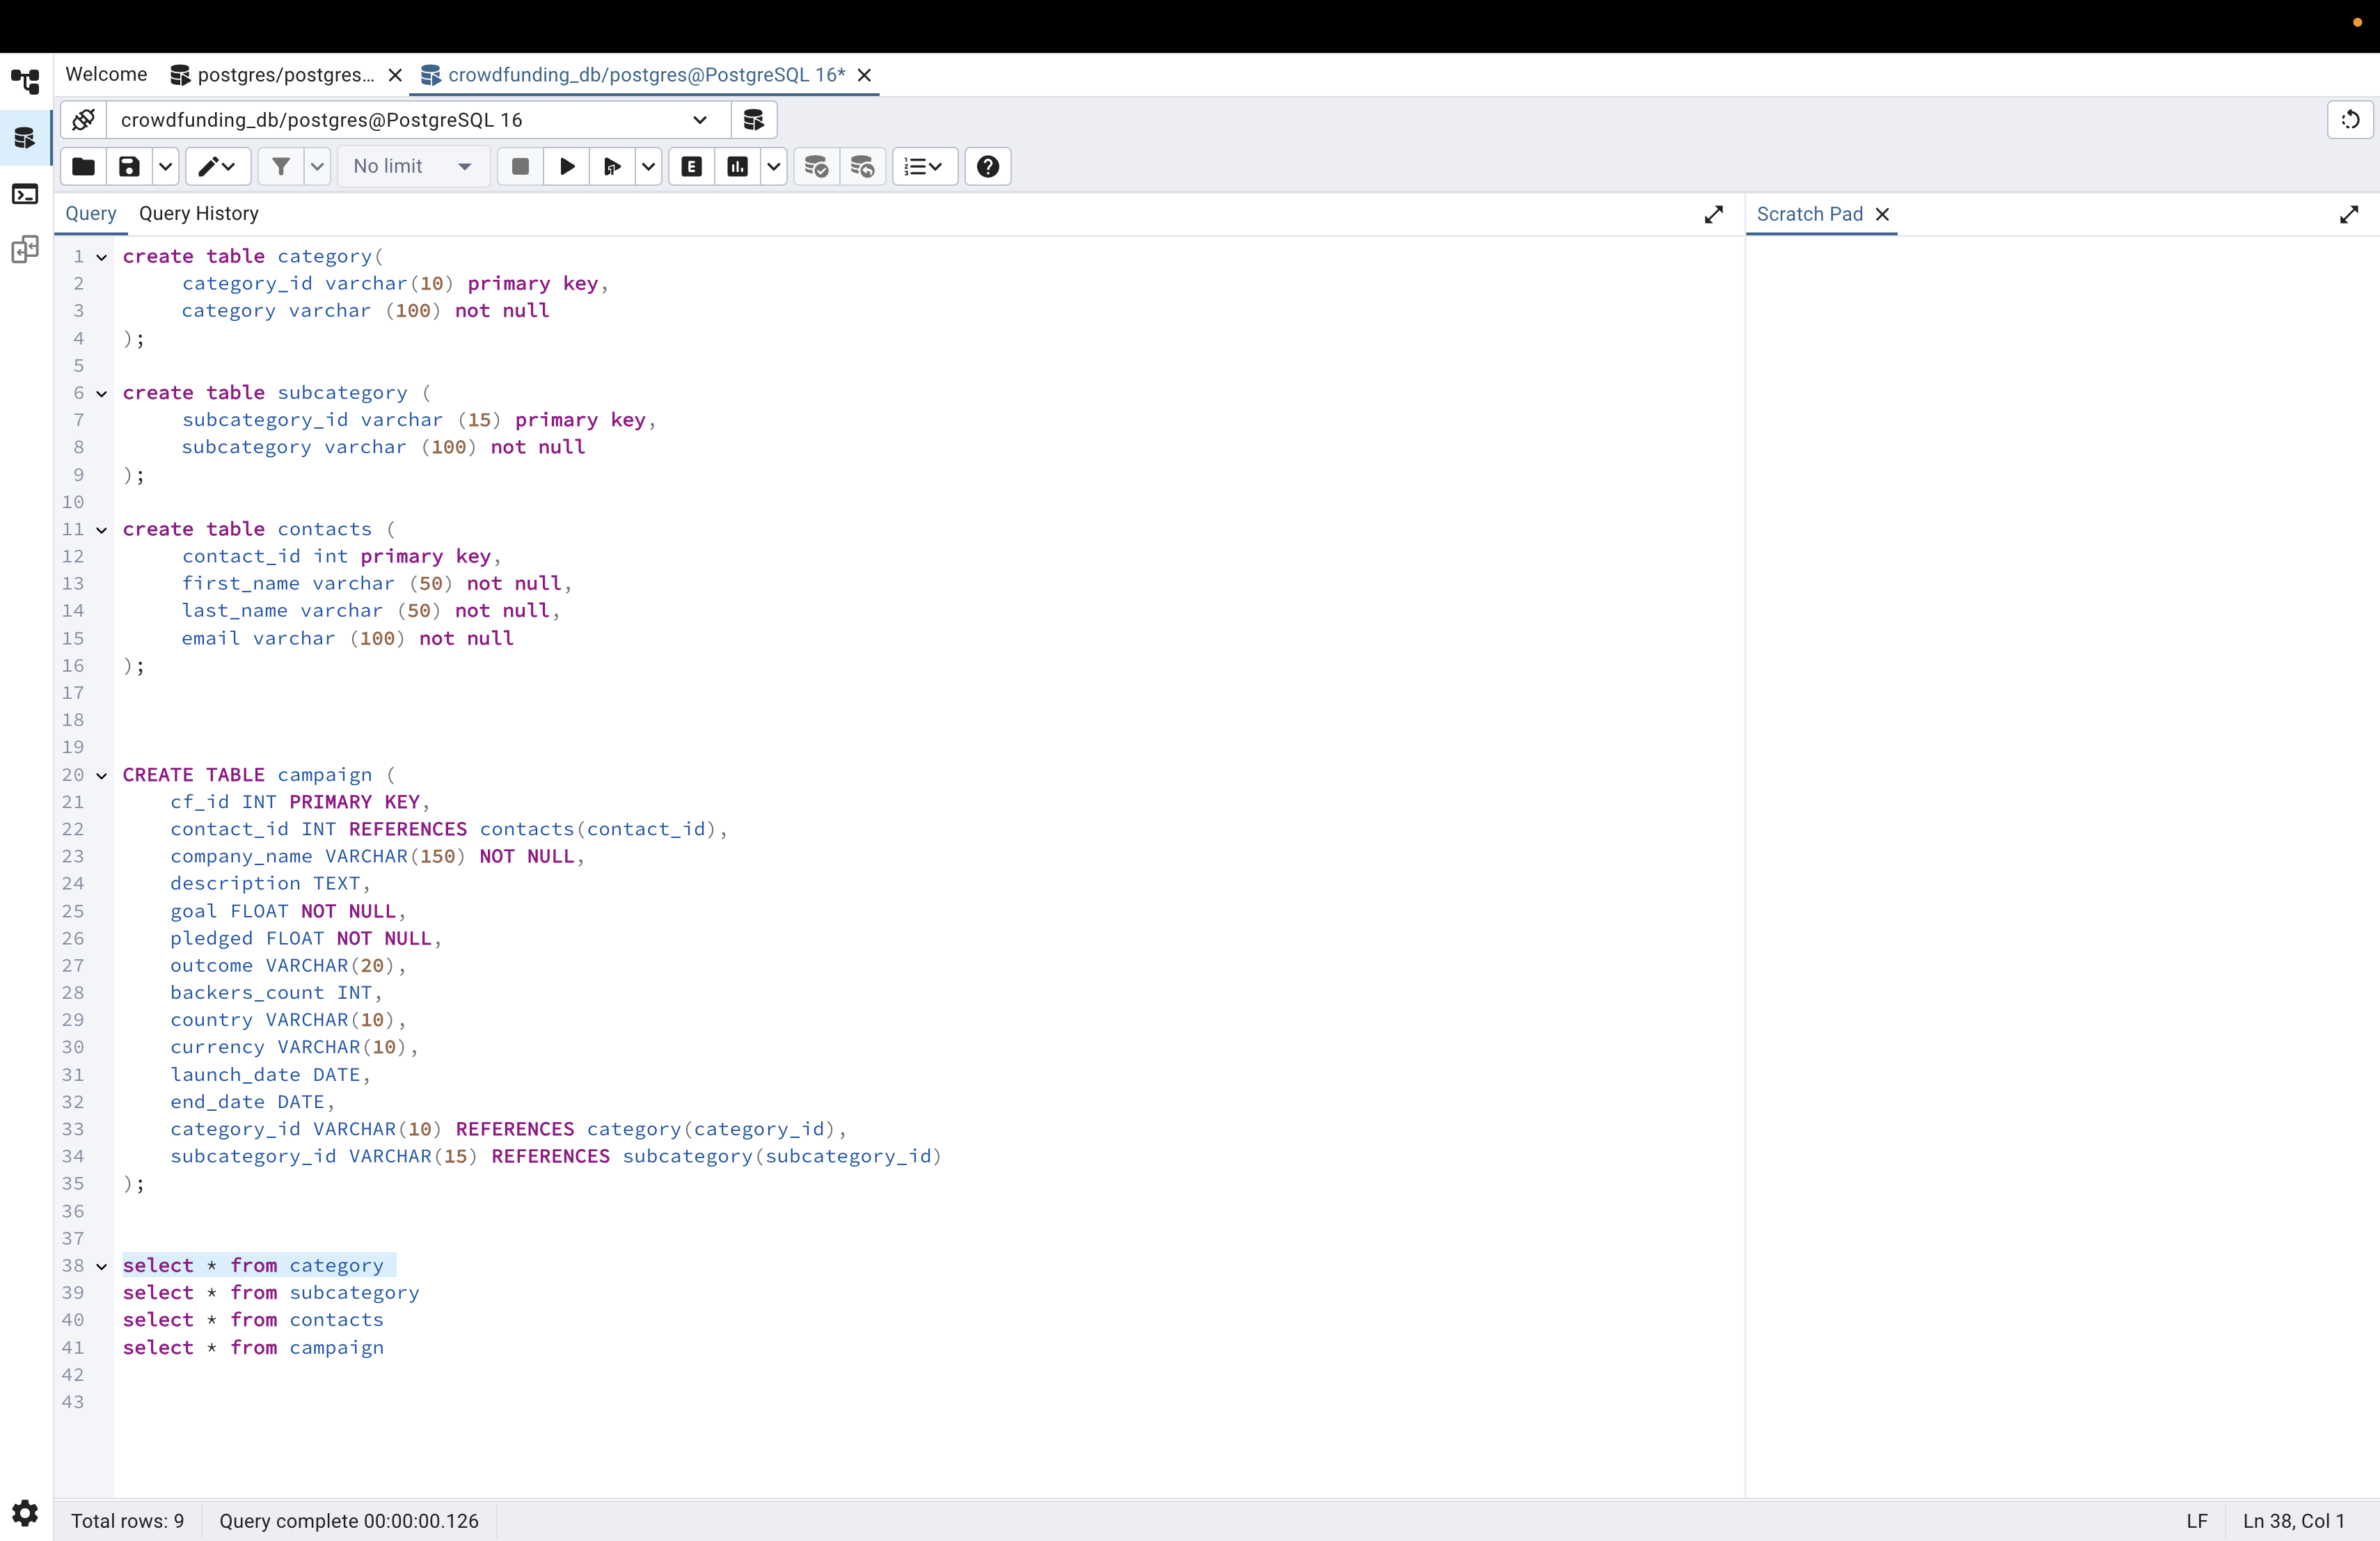 Welcome postgres/postgres... crowdfunding_db/postgres@PostgreSQL 16*
crowdfunding_db/postgres@PostgreSQL 16
No limit
E
Query Query History
Scratch Pad
1 create table category(
2 category_id varchar(10) primary key,
3 category varchar (100) not null
4 );
5
6 create table subcategory (
7 subcategory_id varchar (15) primary key,
8 subcategory varchar (100) not null
9 );
10
11 create table contacts (
12 contact_id int primary key,
13 first_name varchar (50) not null,
14 last_name varchar (50) not null,
15 email varchar (100) not null
16 );
17
18
19
20 CREATE TABLE campaign (
21 cf_id INT PRIMARY KEY,
22 contact_id INT REFERENCES contacts(contact_id),
23 company_name VARCHAR(150) NOT NULL,
24 description TEXT,
25 goal FLOAT NOT NULL,
26 pledged FLOAT NOT NULL,
27 outcome VARCHAR(20),
28 backers_count INT,
29 country VARCHAR(10),
30 currency VARCHAR(10),
31 launch_date DATE,
32 end_date DATE,
33 category_id VARCHAR(10) REFERENCES category(category_id),
34 subcategory_id VARCHAR(15) REFERENCES subcategory(subcategory_id)
35 );
36
37
38 select * from category
39 select * from subcategory
40 select * from contacts
41 select * from campaign
42
43
Total rows: 9 Query complete 00:00:00.126 LF Ln 38, Col 1